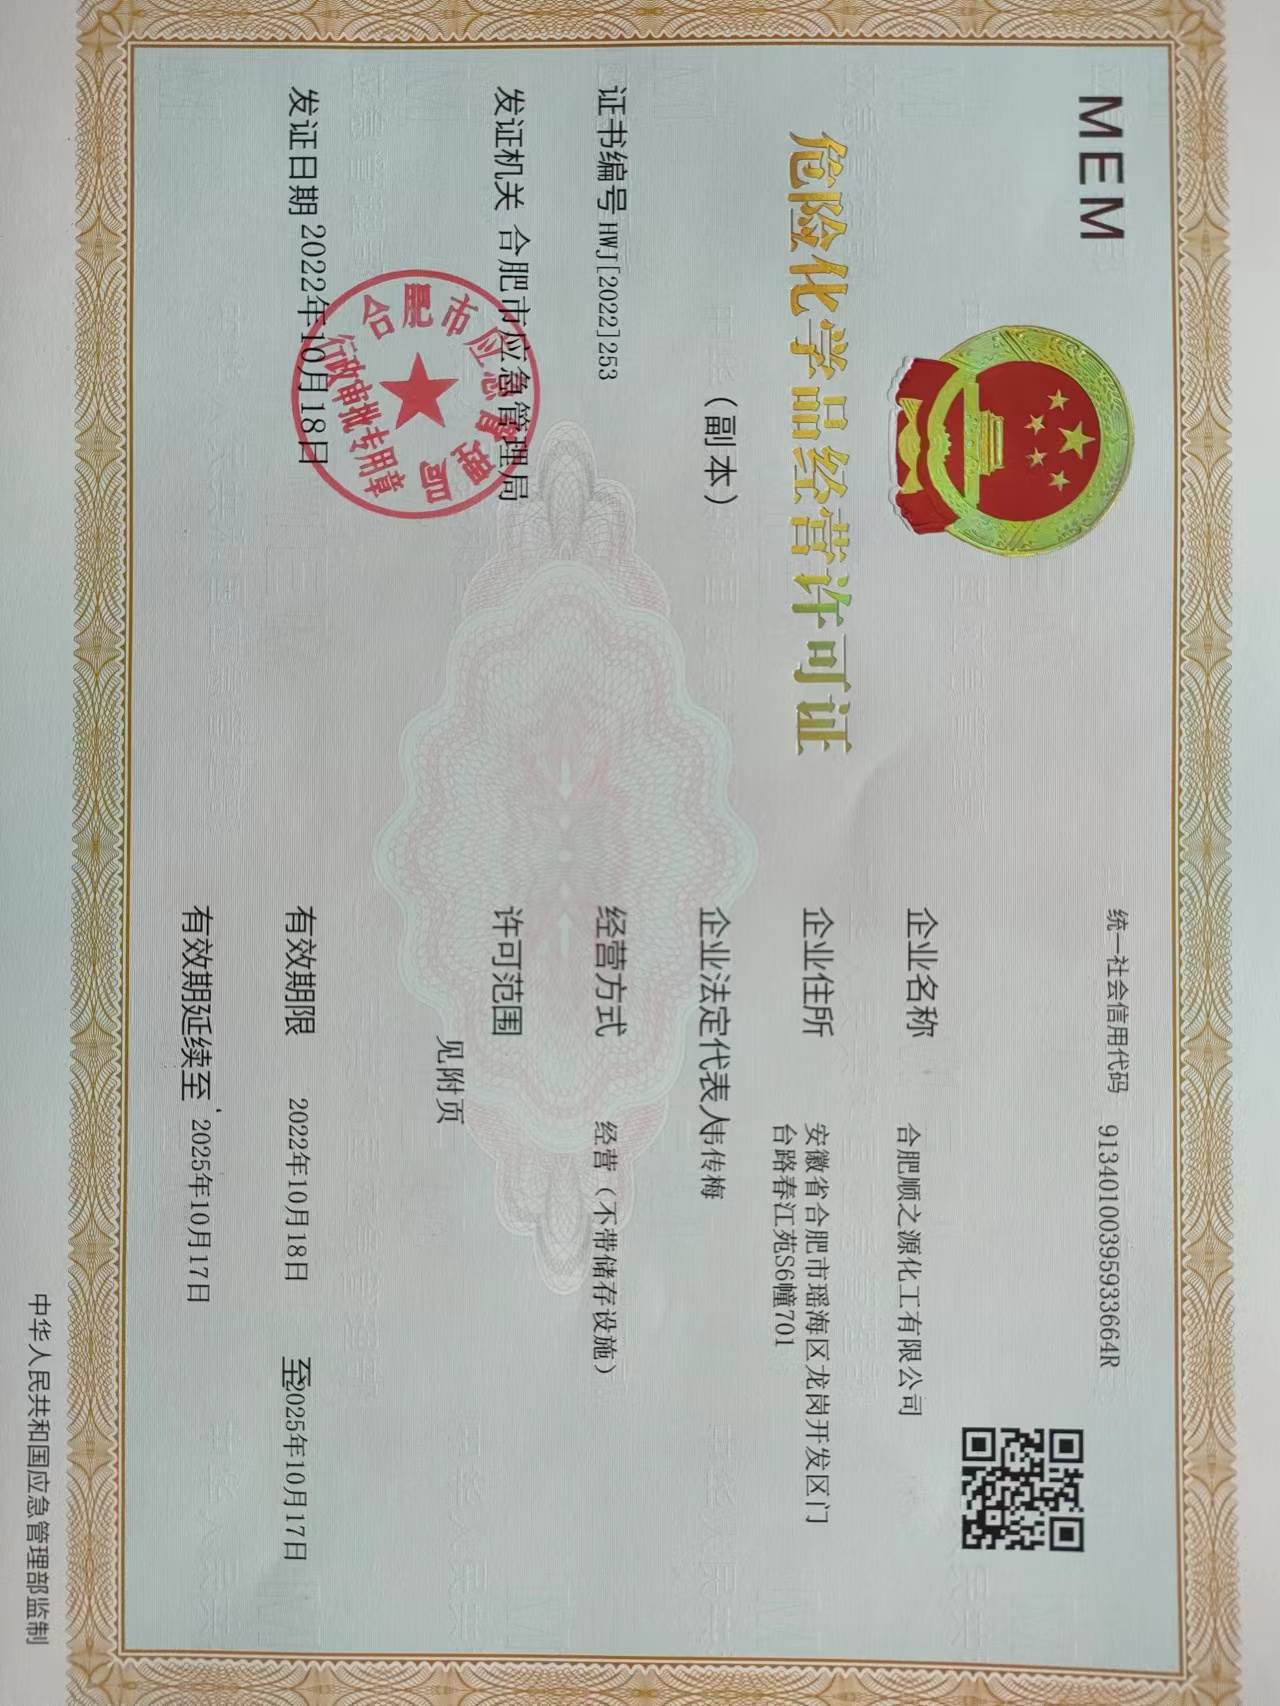 MEM
危险化学品经营许可证
（副本）
证书编号 HWJ[2022]253
发证机关 合肥市应急管理局
发证日期 2022年10月18日
合肥市应急管理局
行政审批专用章
统一社会信用代码 91340100395933664R
企业名称 合肥顺之源化工有限公司
企业住所 安徽省合肥市瑶海区龙岗开发区门
台路春江苑S6幢701
企业法定代表人 韦传梅
经营方式 经营（不带储存设施）
许可范围
见附页
有效期限 2022年10月18日 至2025年10月17日
有效期延续至 2025年10月17日
中华人民共和国应急管理部监制